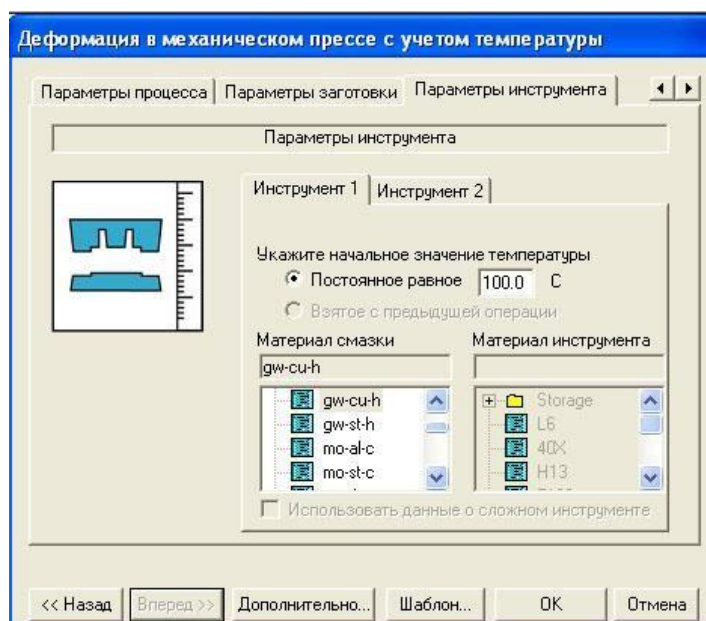 Деформация в механическом прессе с учетом температуры
Параметры процесса Параметры заготовки Параметры инструмента
Параметры инструмента
Инструмент 1 Инструмент 2
Укажите начальное значение температуры
Постоянное равное 100.0 C
Взятое с предыдущей операции
Материал смазки Материал инструмента
gw-cu-h
gw-cu-h Storage
gw-st-h L6
mo-al-c 40X
mo-st-c H13
Использовать данные о сложном инструменте
<< Назад Вперед >> Дополнительно... Шаблон... OK Отмена